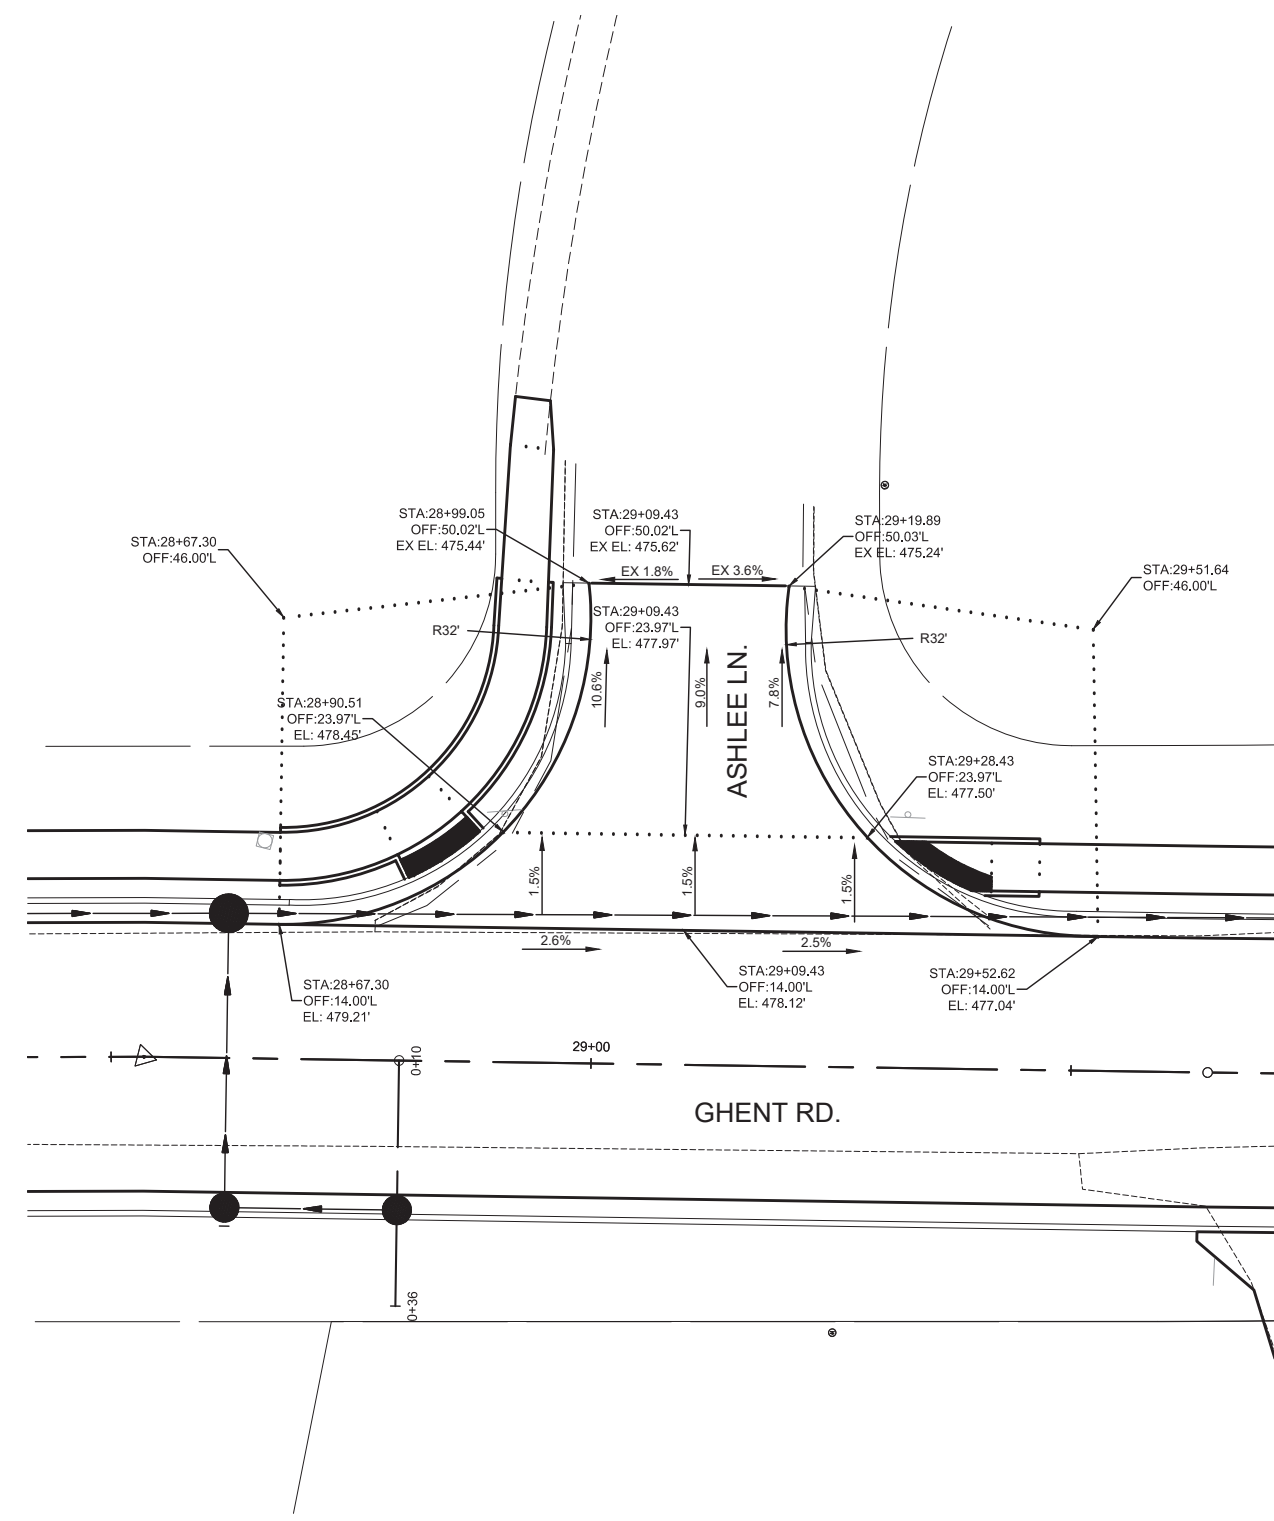 STA:28+99.05
OFF:50.02'L
EX EL: 475.44'
STA:29+09.43
OFF:50.02'L
EX EL: 475.62'
STA:29+19.89
OFF:50.03'L
EX EL: 475.24'
STA:28+67.30
OFF:46.00'L
STA:29+51.64
OFF:46.00'L
EX 1.8%
EX 3.6%
STA:29+09.43
OFF:23.97'L
EL: 477.97'
R32'
R32'
10.6%
9.0%
7.8%
ASHLEE LN.
STA:28+90.51
OFF:23.97'L
EL: 478.45'
STA:29+28.43
OFF:23.97'L
EL: 477.50'
1.5%
1.5%
1.5%
2.6%
2.5%
STA:28+67.30
OFF:14.00'L
EL: 479.21'
STA:29+09.43
OFF:14.00'L
EL: 478.12'
STA:29+52.62
OFF:14.00'L
EL: 477.04'
0+10
29+00
GHENT RD.
0+36